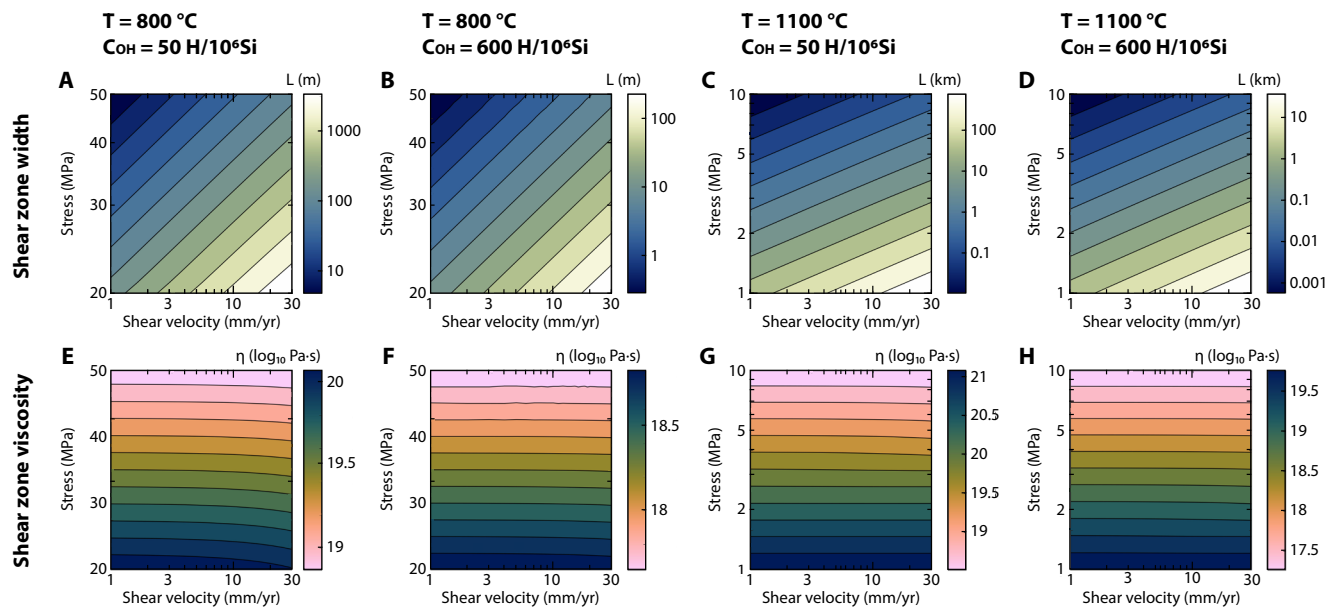 T = 800 °C
COH = 50 H/10⁶Si
T = 800 °C
COH = 600 H/10⁶Si
T = 1100 °C
COH = 50 H/10⁶Si
T = 1100 °C
COH = 600 H/10⁶Si
Shear zone width
A
L (m)
50
40
30
20
Stress (MPa)
1
3
10
30
Shear velocity (mm/yr)
1000
100
10
B
L (m)
50
40
30
20
Stress (MPa)
1
3
10
30
Shear velocity (mm/yr)
100
10
1
C
L (km)
10
5
2
1
Stress (MPa)
1
3
10
30
Shear velocity (mm/yr)
100
10
1
0.1
D
L (km)
10
5
2
1
Stress (MPa)
1
3
10
30
Shear velocity (mm/yr)
10
1
0.1
0.01
0.001
Shear zone viscosity
E
η (log₁₀ Pa·s)
50
40
30
20
Stress (MPa)
1
3
10
30
Shear velocity (mm/yr)
20
19.5
19
F
η (log₁₀ Pa·s)
50
40
30
20
Stress (MPa)
1
3
10
30
Shear velocity (mm/yr)
18.5
18
G
η (log₁₀ Pa·s)
10
5
2
1
Stress (MPa)
1
3
10
30
Shear velocity (mm/yr)
21
20.5
20
19.5
19
H
η (log₁₀ Pa·s)
10
5
2
1
Stress (MPa)
1
3
10
30
Shear velocity (mm/yr)
19.5
19
18.5
18
17.5